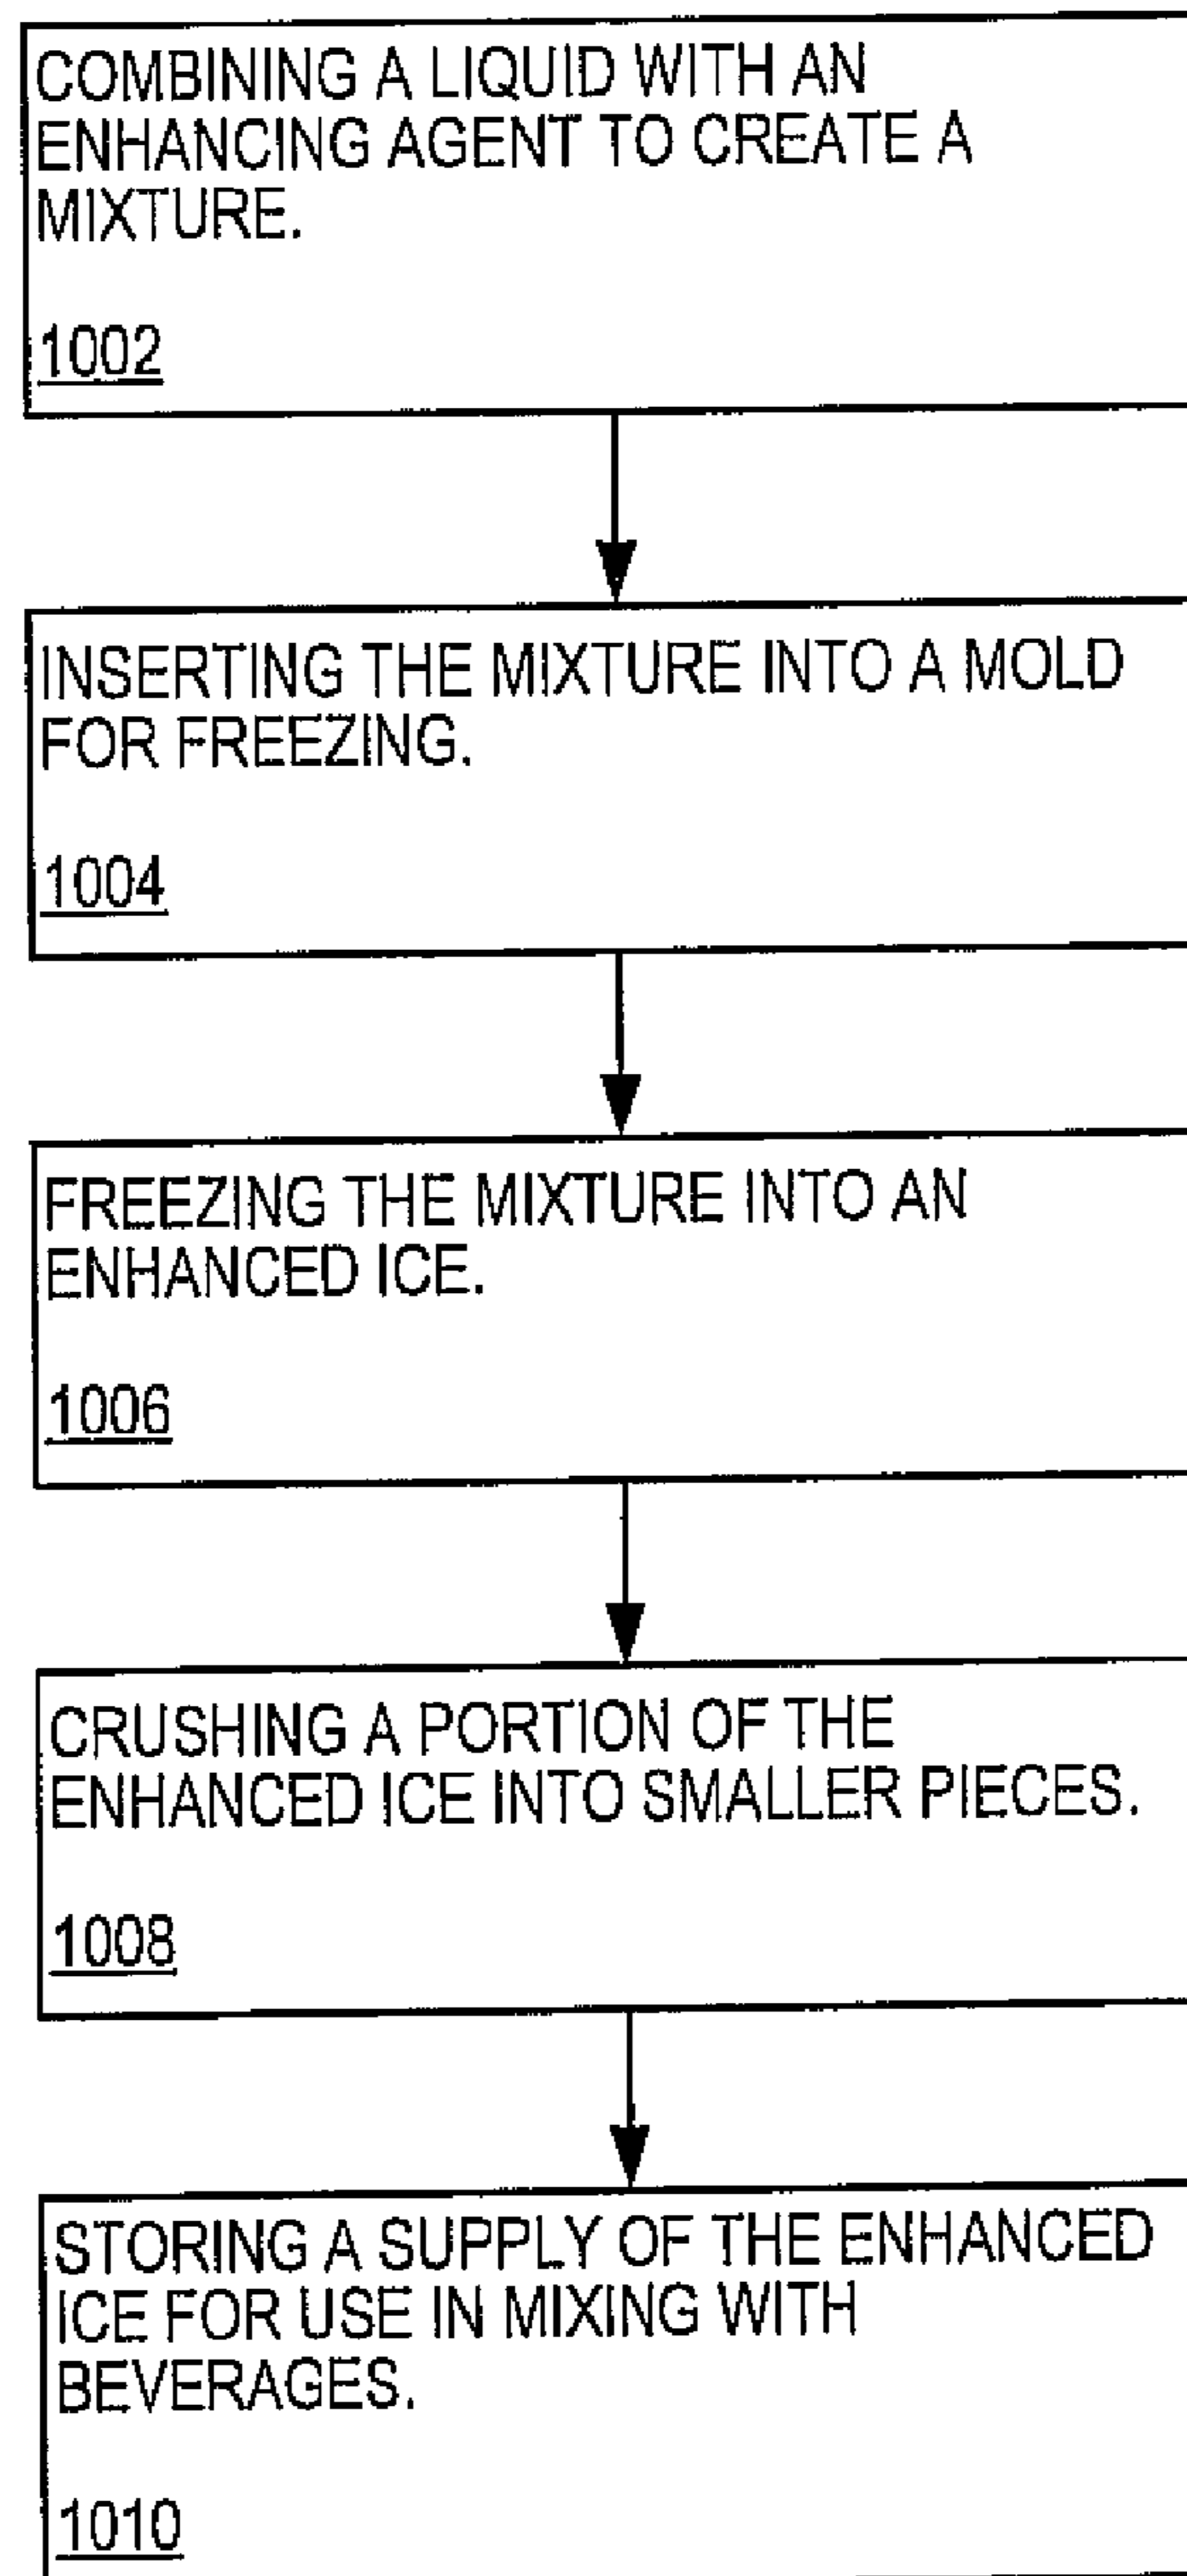 COMBINING A LIQUID WITH AN
ENHANCING AGENT TO CREATE A
MIXTURE.
1002
INSERTING THE MIXTURE INTO A MOLD
FOR FREEZING.
1004
FREEZING THE MIXTURE INTO AN
ENHANCED ICE.
1006
CRUSHING A PORTION OF THE
ENHANCED ICE INTO SMALLER PIECES.
1008
STORING A SUPPLY OF THE ENHANCED
ICE FOR USE IN MIXING WITH
BEVERAGES.
1010